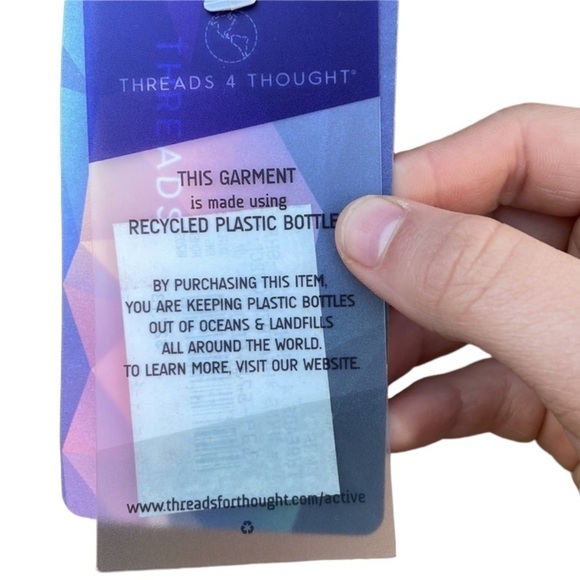 THREADS 4 THOUGHT®
THREADS
THIS GARMENT
is made using
RECYCLED PLASTIC BOTTLE
BY PURCHASING THIS ITEM,
YOU ARE KEEPING PLASTIC BOTTLES
OUT OF OCEANS & LANDFILLS
ALL AROUND THE WORLD.
TO LEARN MORE, VISIT OUR WEBSITE.
www.threadsforthought.com/active